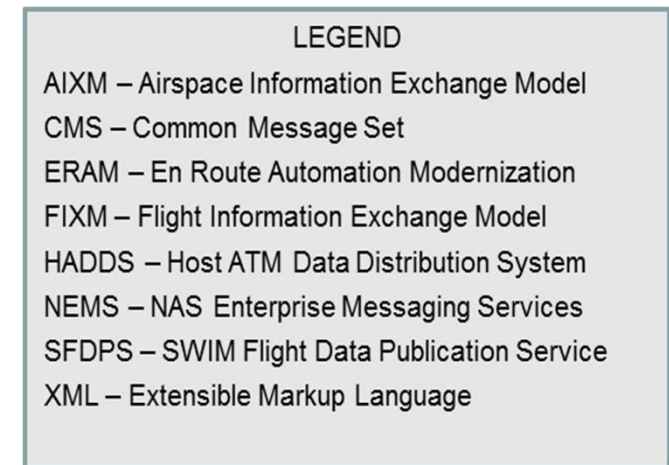 LEGEND
AIXM – Airspace Information Exchange Model
CMS – Common Message Set
ERAM – En Route Automation Modernization
FIXM – Flight Information Exchange Model
HADDS – Host ATM Data Distribution System
NEMS – NAS Enterprise Messaging Services
SFDPS – SWIM Flight Data Publication Service
XML – Extensible Markup Language